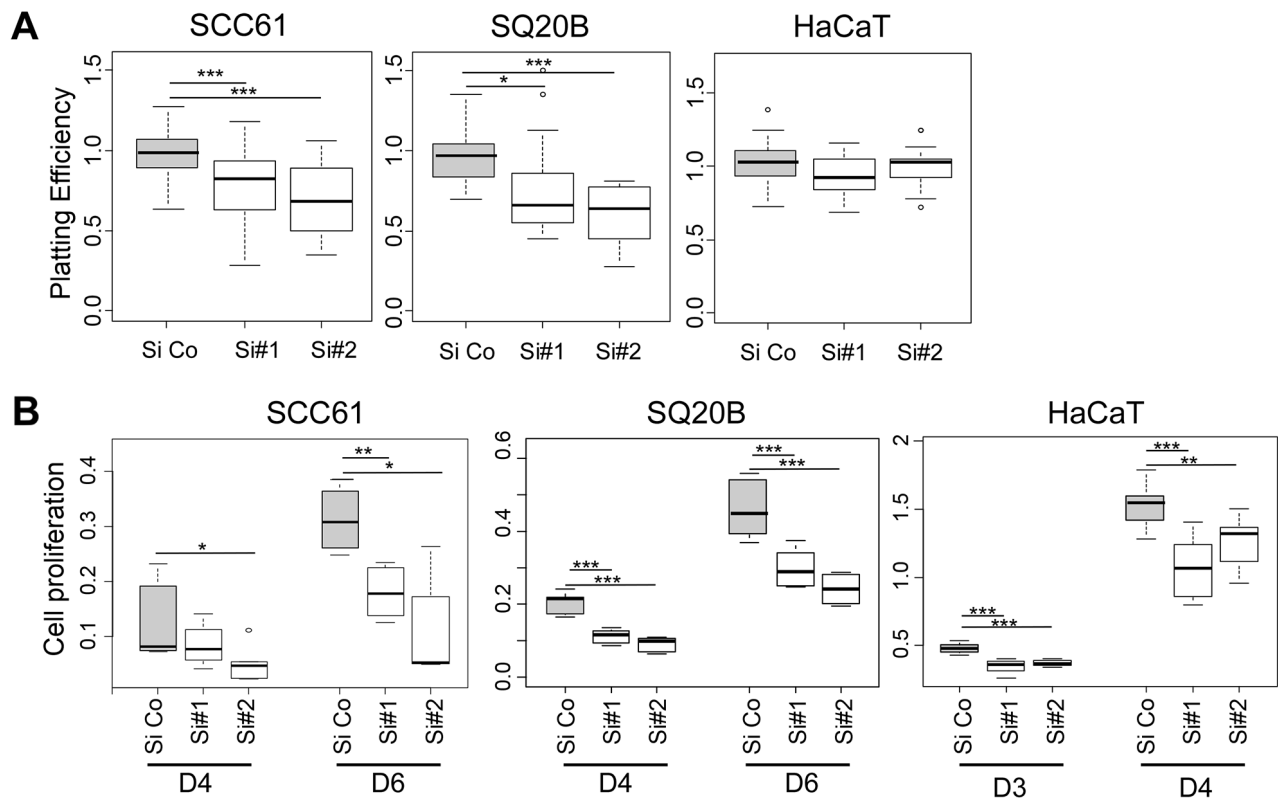 A
SCC61 SQ20B HaCaT
Platting Efficiency
1.5 1.0 0.5 0.0
*** ***
Si Co Si#1 Si#2
1.5 1.0 0.5 0.0
*** *
Si Co Si#1 Si#2
1.5 1.0 0.5 0.0
Si Co Si#1 Si#2
B
SCC61 SQ20B HaCaT
Cell proliferation
0.4 0.3 0.2 0.1
* ** *
Si Co Si#1 Si#2 Si Co Si#1 Si#2
D4 D6
0.6 0.4 0.2 0.0
*** *** *** ***
Si Co Si#1 Si#2 Si Co Si#1 Si#2
D4 D6
2 1.5 1.0 0.5
*** *** *** **
Si Co Si#1 Si#2 Si Co Si#1 Si#2
D3 D4